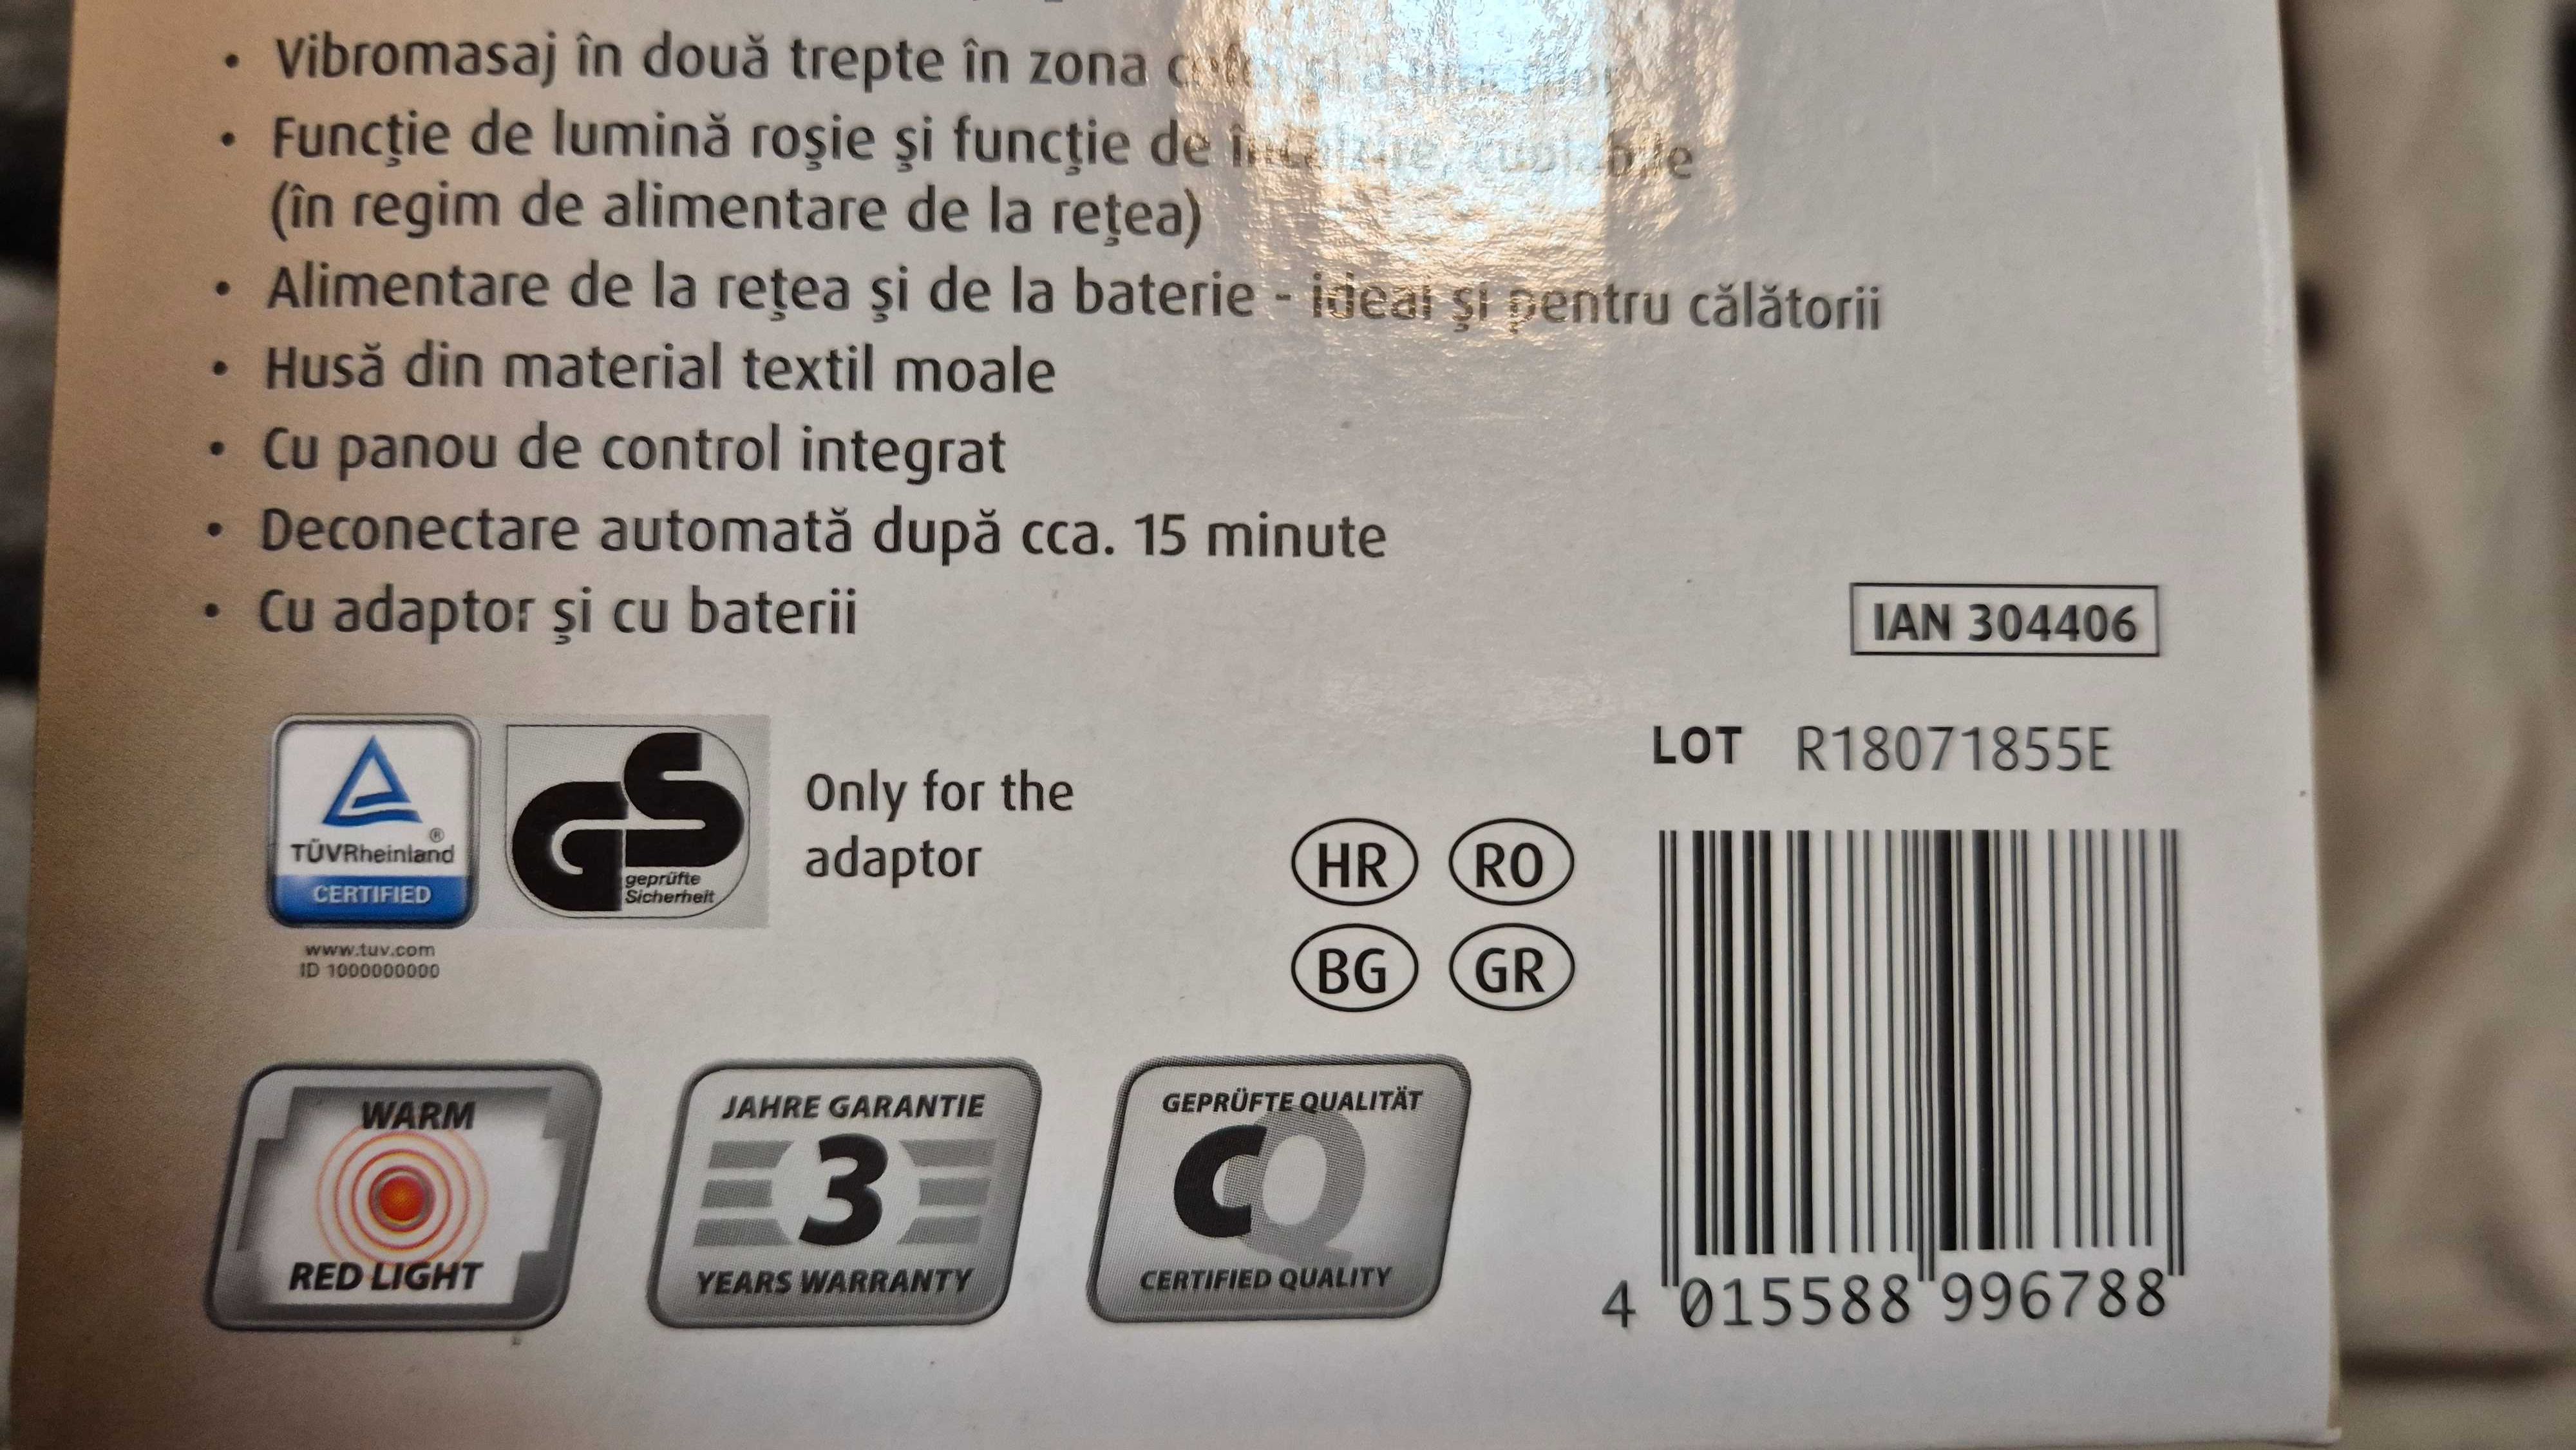 • Vibromasaj în două trepte în zona
• Funcţie de lumină roşie şi funcţie de
(în regim de alimentare de la reţea)
• Alimentare de la reţea şi de la baterie - ideal şi pentru călătorii
• Husă din material textil moale
• Cu panou de control integrat
• Deconectare automată după cca. 15 minute
• Cu adaptor şi cu baterii
IAN 304406
TÜVRheinland®
CERTIFIED
www.tuv.com
ID 1000000000
GS
geprüfte
Sicherheit
Only for the
adaptor
HR RO
BG GR
LOT R18071855E
4 015588 996788
WARM
RED LIGHT
JAHRE GARANTIE
3
YEARS WARRANTY
GEPRÜFTE QUALITÄT
CQ
CERTIFIED QUALITY